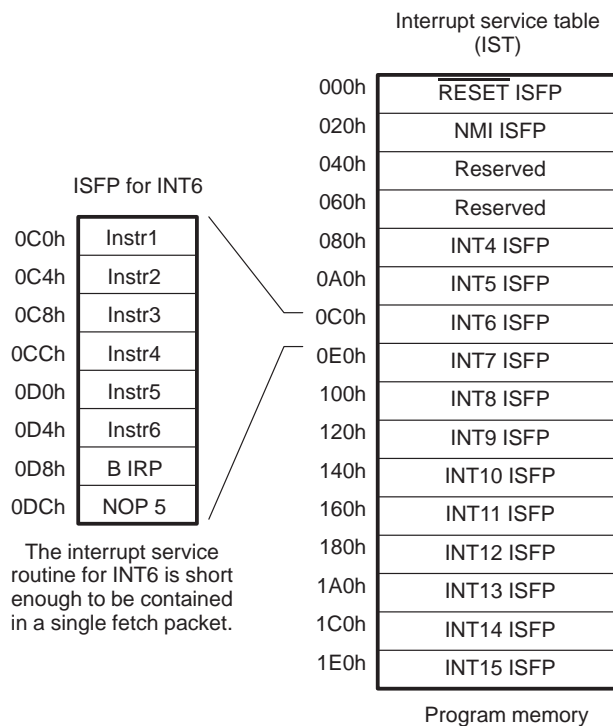 Interrupt service table
(IST)
000h RESET ISFP
020h NMI ISFP
040h Reserved
060h Reserved
080h INT4 ISFP
0A0h INT5 ISFP
0C0h INT6 ISFP
0E0h INT7 ISFP
100h INT8 ISFP
120h INT9 ISFP
140h INT10 ISFP
160h INT11 ISFP
180h INT12 ISFP
1A0h INT13 ISFP
1C0h INT14 ISFP
1E0h INT15 ISFP
Program memory
ISFP for INT6
0C0h Instr1
0C4h Instr2
0C8h Instr3
0CCh Instr4
0D0h Instr5
0D4h Instr6
0D8h B IRP
0DCh NOP 5
The interrupt service
routine for INT6 is short
enough to be contained
in a single fetch packet.